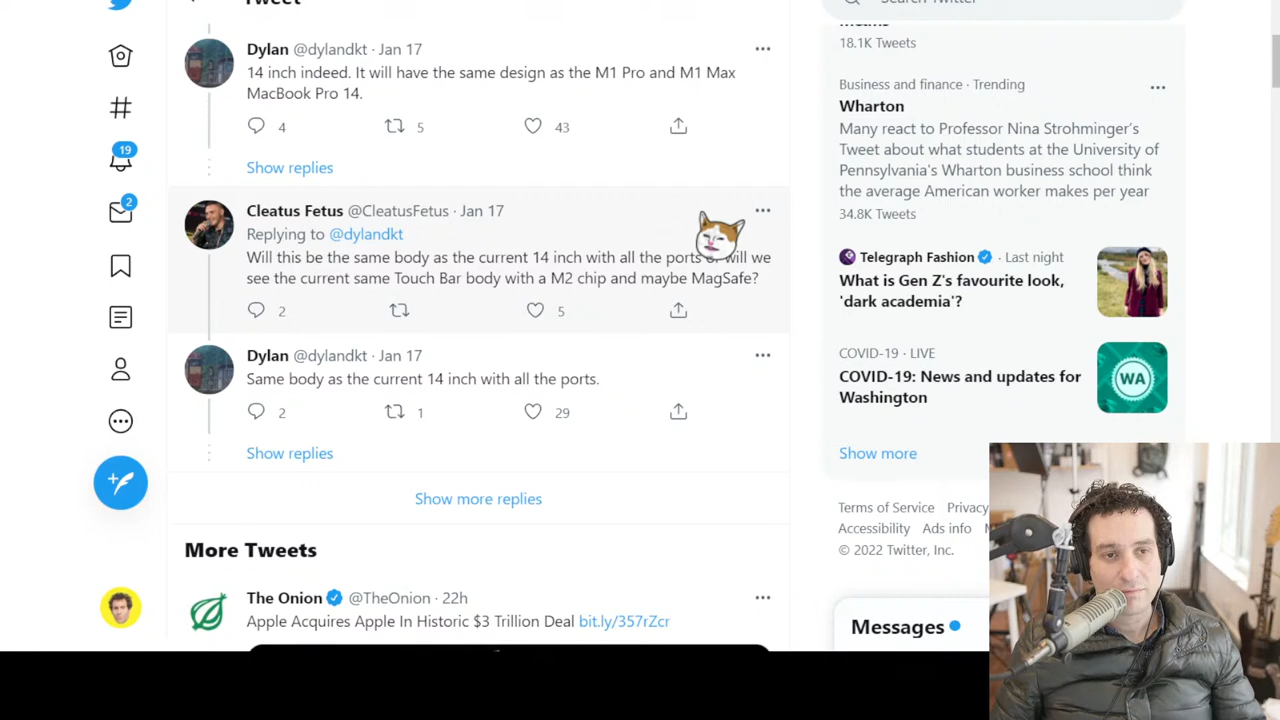 Tweet
Dylan @dylandkt · Jan 17
14 inch indeed. It will have the same design as the M1 Pro and M1 Max
MacBook Pro 14.
4 5 43
Show replies
Cleatus Fetus @CleatusFetus · Jan 17
Replying to @dylandkt
Will this be the same body as the current 14 inch with all the ports will we
see the current same Touch Bar body with a M2 chip and maybe MagSafe?
2 5
Dylan @dylandkt · Jan 17
Same body as the current 14 inch with all the ports.
2 1 29
Show replies
Show more replies
More Tweets
The Onion @TheOnion · 22h
Apple Acquires Apple In Historic $3 Trillion Deal bit.ly/357rZcr
19
2
Search Twitter
18.1K Tweets
Business and finance · Trending
Wharton
Many react to Professor Nina Strohminger's
Tweet about what students at the University of
Pennsylvania's Wharton business school think
the average American worker makes per year
34.8K Tweets
Telegraph Fashion · Last night
What is Gen Z's favourite look,
'dark academia'?
COVID-19 · LIVE
COVID-19: News and updates for
Washington
WA
Show more
Terms of Service Privacy
Accessibility Ads info
© 2022 Twitter, Inc.
Messages